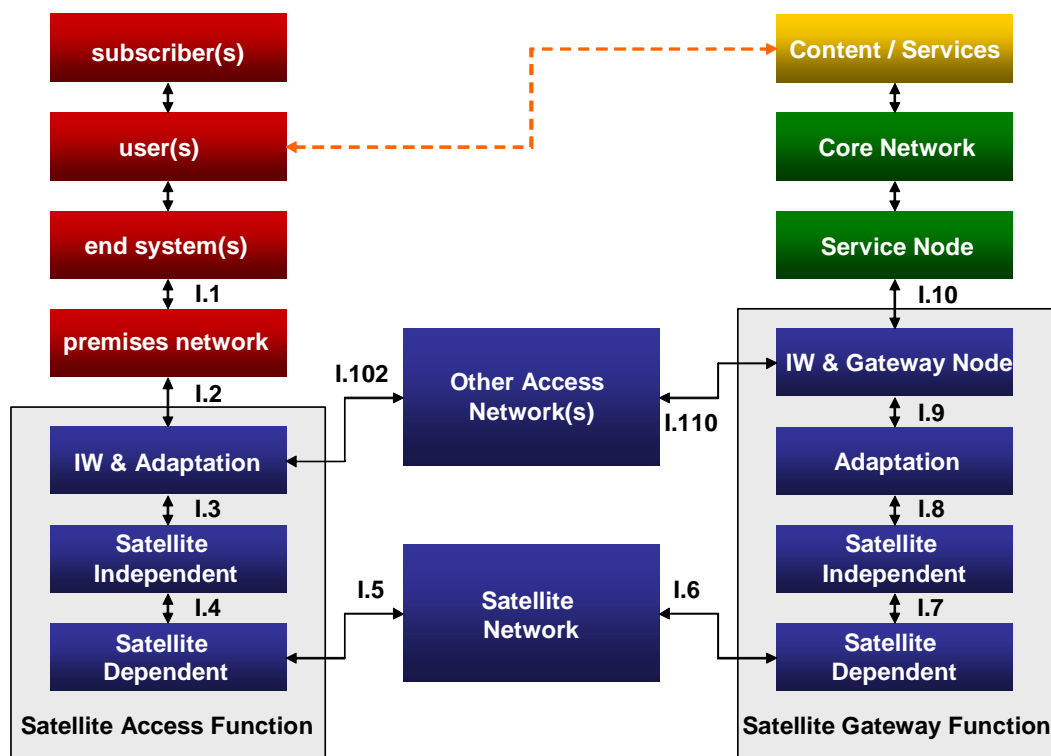 subscriber(s)
Content / Services
user(s)
Core Network
end system(s)
Service Node
I.1
I.10
premises network
IW & Gateway Node
I.2
I.102
Other Access
Network(s)
I.110
I.9
IW & Adaptation
Adaptation
I.3
I.8
Satellite
Independent
Satellite
Independent
I.4
I.5
Satellite
Network
I.6
I.7
Satellite
Dependent
Satellite
Dependent
Satellite Access Function
Satellite Gateway Function